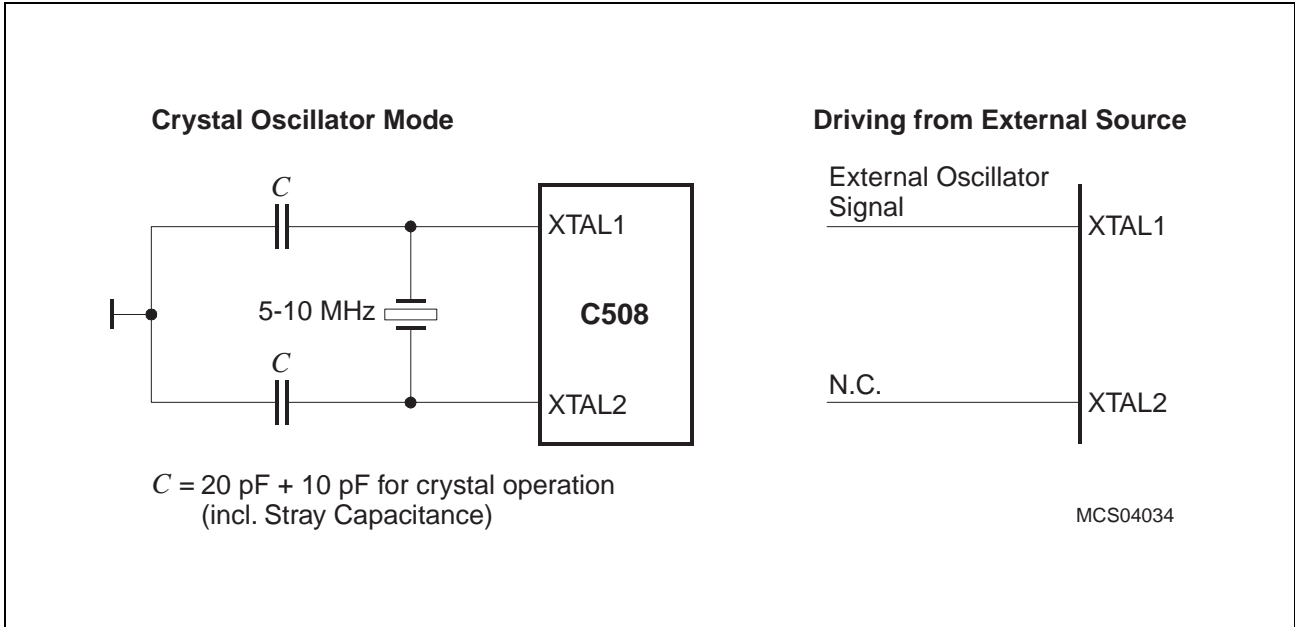 Crystal Oscillator Mode
C
XTAL1
5-10 MHz
C508
C
XTAL2
C = 20 pF + 10 pF for crystal operation
(incl. Stray Capacitance)
Driving from External Source
External Oscillator
Signal
XTAL1
N.C.
XTAL2
MCS04034